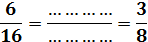 6/16 = … … … …/… … … … = 3/8